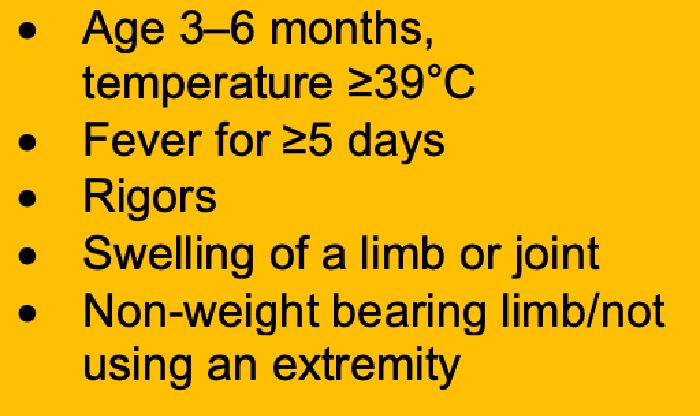 • Age 3–6 months,
temperature ≥39°C
• Fever for ≥5 days
• Rigors
• Swelling of a limb or joint
• Non-weight bearing limb/not
using an extremity